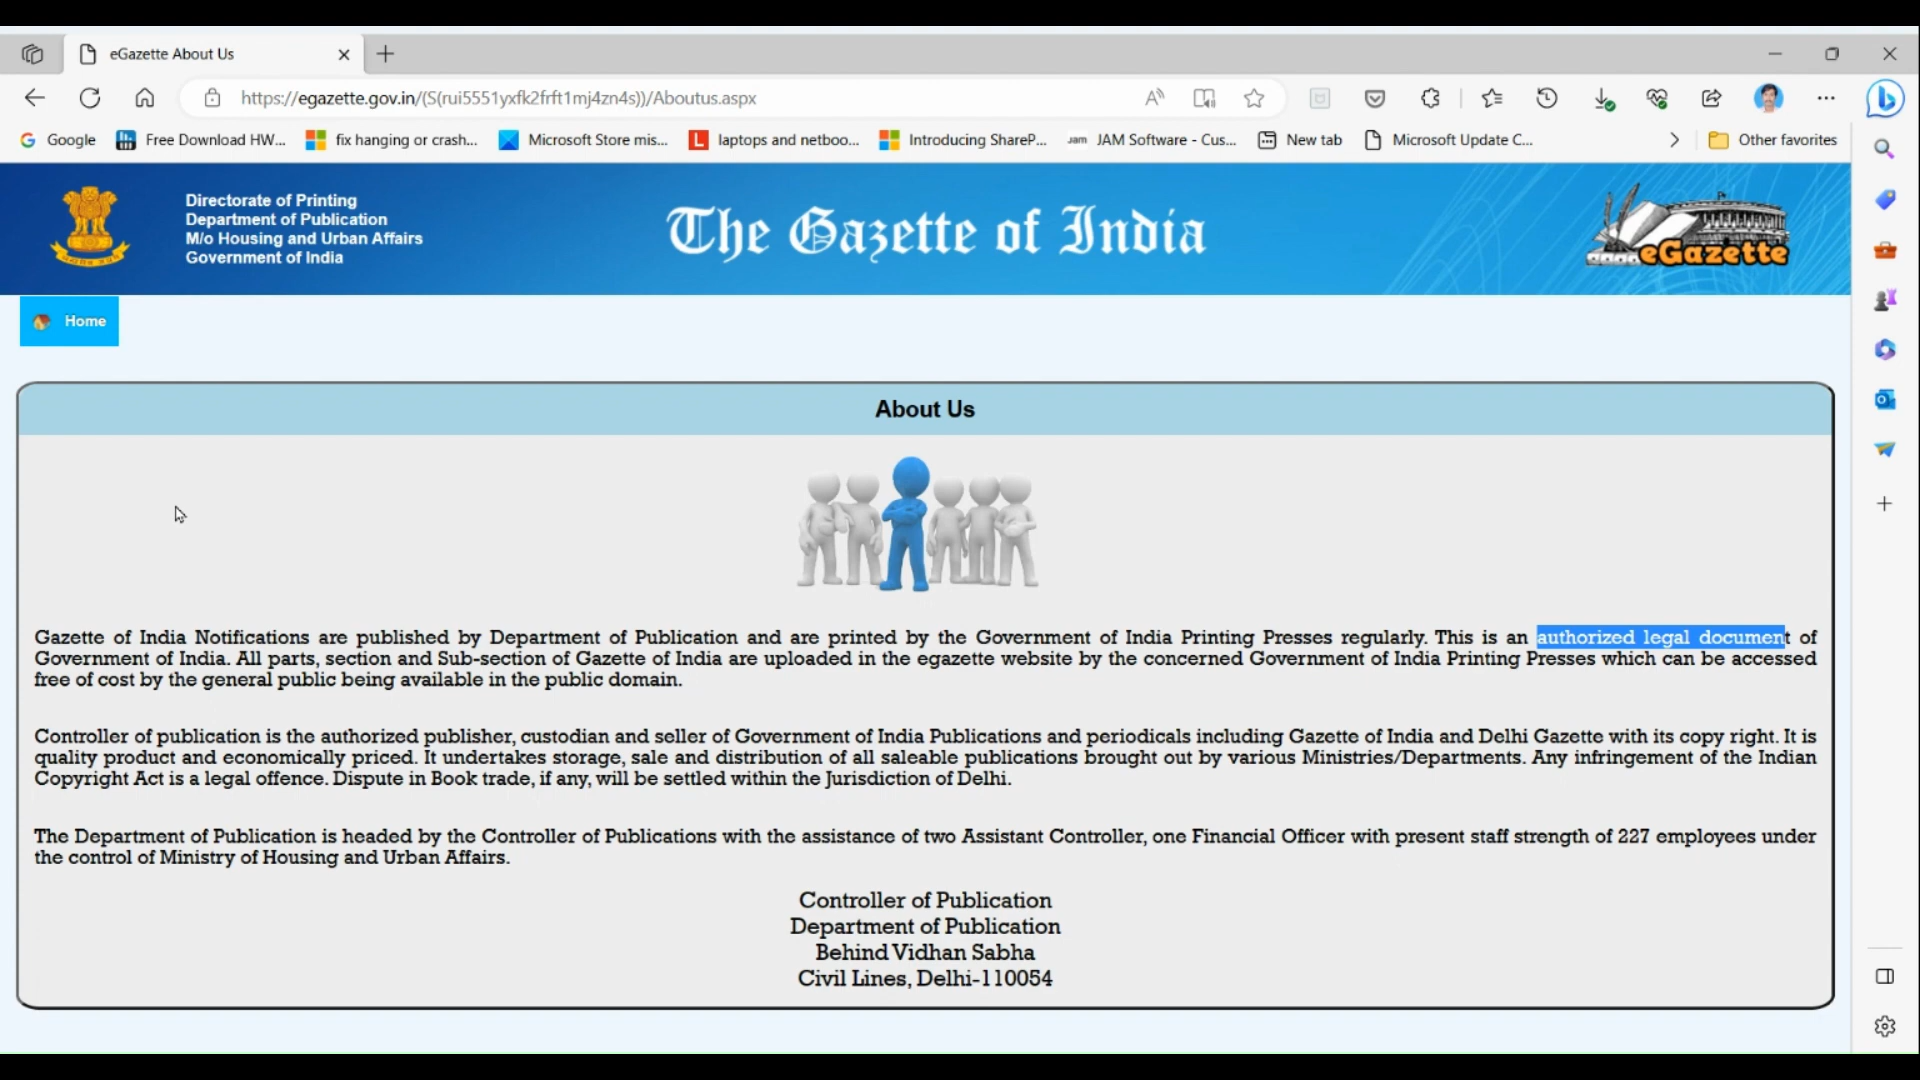 eGazette About Us
https://egazette.gov.in/(S(rui5551yxfk2frft1mj4zn4s))/Aboutus.aspx
Google Free Download HW... fix hanging or crash... Microsoft Store mis... laptops and netboo... Introducing ShareP... JAM Software - Cus... New tab Microsoft Update C... Other favorites
Directorate of Printing
Department of Publication
M/o Housing and Urban Affairs
Government of India
The Gazette of India
eGazette
Home
About Us
Gazette of India Notifications are published by Department of Publication and are printed by the Government of India Printing Presses regularly. This is an authorized legal document of
Government of India. All parts, section and Sub-section of Gazette of India are uploaded in the egazette website by the concerned Government of India Printing Presses which can be accessed
free of cost by the general public being available in the public domain.
Controller of publication is the authorized publisher, custodian and seller of Government of India Publications and periodicals including Gazette of India and Delhi Gazette with its copy right. It is
quality product and economically priced. It undertakes storage, sale and distribution of all saleable publications brought out by various Ministries/Departments. Any infringement of the Indian
Copyright Act is a legal offence. Dispute in Book trade, if any, will be settled within the Jurisdiction of Delhi.
The Department of Publication is headed by the Controller of Publications with the assistance of two Assistant Controller, one Financial Officer with present staff strength of 227 employees under
the control of Ministry of Housing and Urban Affairs.
Controller of Publication
Department of Publication
Behind Vidhan Sabha
Civil Lines, Delhi-110054